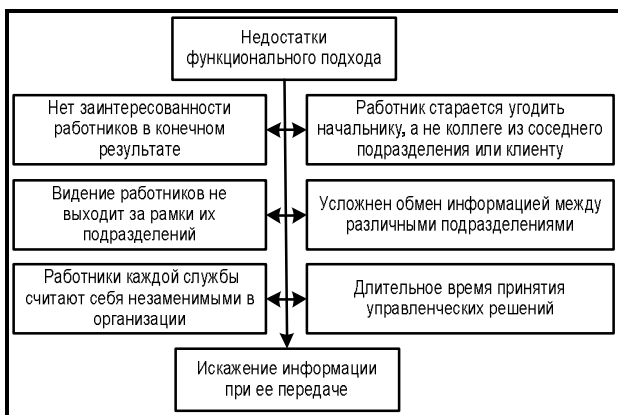 Недостатки
функционального подхода
Нет заинтересованности
работников в конечном
результате
Работник старается угодить
начальнику, а не коллеге из соседнего
подразделения или клиенту
Видение работников не
выходит за рамки их
подразделений
Усложнен обмен информацией между
различными подразделениями
Работники каждой службы
считают себя незаменимыми в
организации
Длительное время принятия
управленческих решений
Искажение информации
при ее передаче